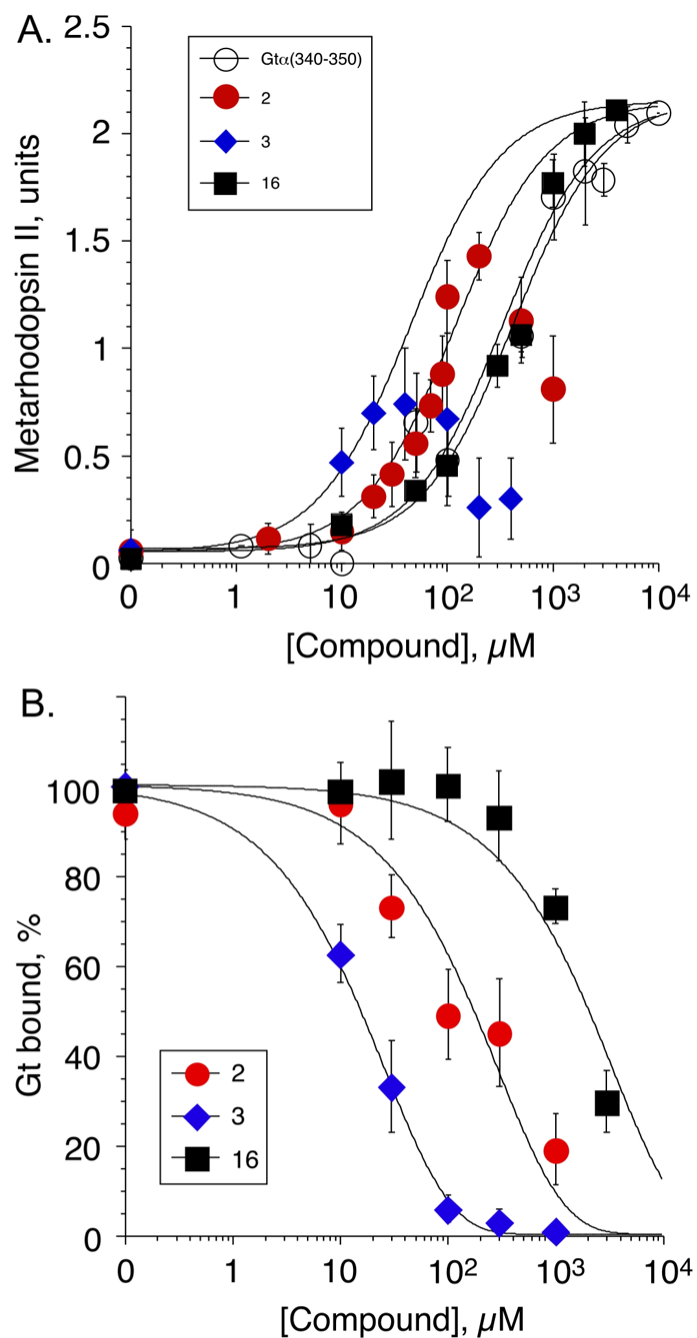 A.
2.5
Gtα(340-350)
2
3
16
2
1.5
1
0.5
0
Metarhodopsin II, units
0 1 10 10² 10³ 10⁴
[Compound], µM
B.
100
80
60
40
20
0
Gt bound, %
2
3
16
0 1 10 10² 10³ 10⁴
[Compound], µM